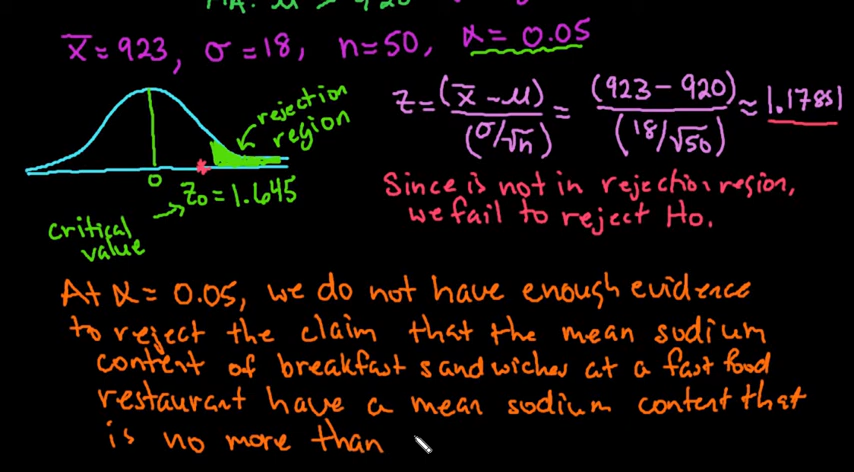 HA: μ > 920
x̄ = 923, σ = 18, n = 50, α = 0.05
rejection
region
z = (x̄ - μ) / (σ/√n) = (923 - 920) / (18/√50) ≈ 1.17851
0
z₀ = 1.645
critical
value
Since is not in rejection region,
we fail to reject Ho.
At α = 0.05, we do not have enough evidence
to reject the claim that the mean sodium
content of breakfast sandwiches at a fast food
restaurant have a mean sodium content that
is no more than